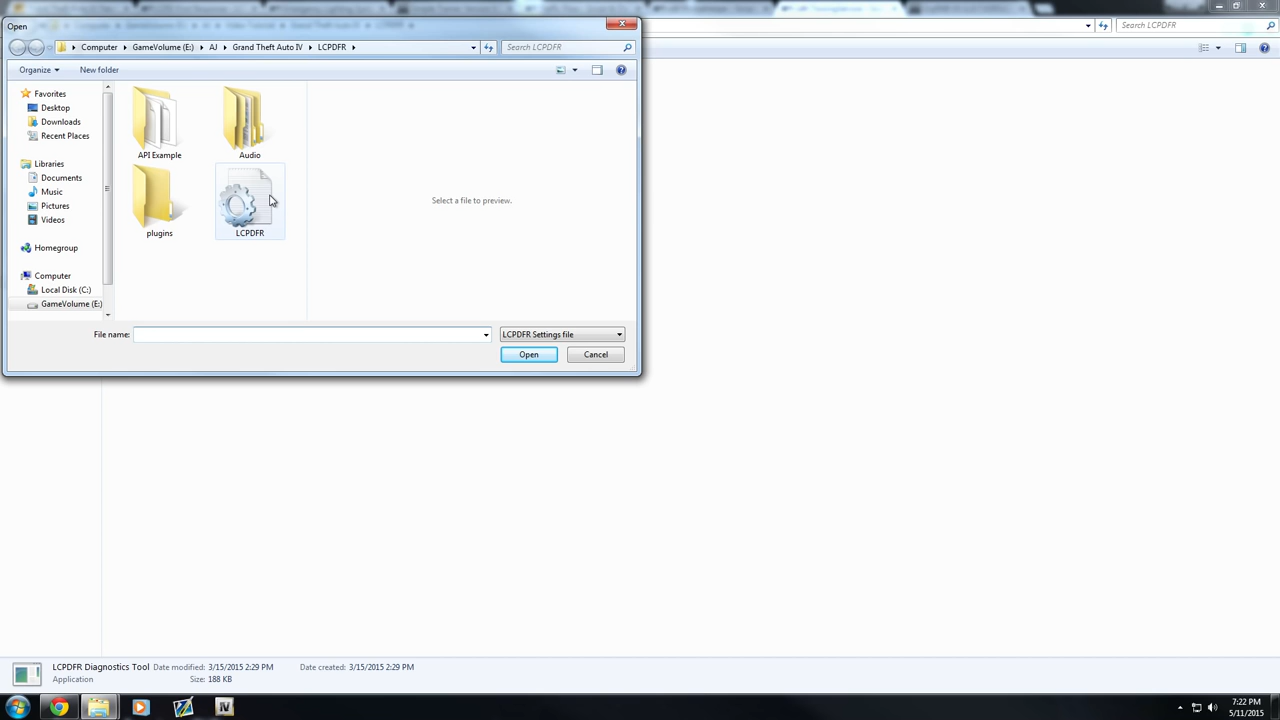 Open
Computer GameVolume (E:) AJ Grand Theft Auto IV LCPDFR
Search LCPDFR
Search LCPDFR
Organize New folder
Favorites
Desktop
Downloads
Recent Places
Libraries
Documents
Music
Pictures
Videos
Homegroup
Computer
Local Disk (C:)
GameVolume (E:)
API Example Audio
plugins LCPDFR
Select a file to preview.
File name:
LCPDFR Settings file
Open Cancel
LCPDFR Diagnostics Tool Date modified: 3/15/2015 2:29 PM Date created: 3/15/2015 2:29 PM
Application Size: 188 KB
IV
7:22 PM
5/11/2015